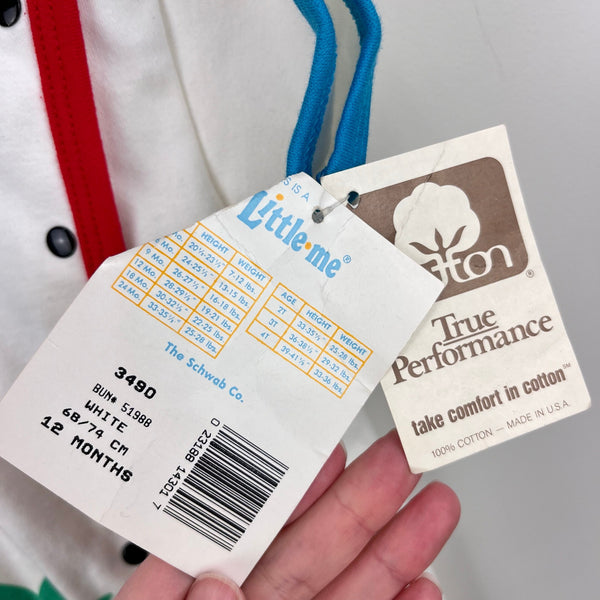 IS A
Little·me®
HEIGHT WEIGHT
6 Mo. 20½-23½" 7-12 lbs.
9 Mo. 24-25½" 13-15 lbs.
12 Mo. 26-27½" 16-18 lbs.
18 Mo. 28-29½" 19-21 lbs.
24 Mo. 30-32½" 22-25 lbs.
33-35½" 25-28 lbs.
AGE HEIGHT WEIGHT
2T 33-35½" 25-28 lbs.
3T 36-38½" 29-32 lbs.
4T 39-41½" 33-36 lbs.
The Schwab Co.
3490
BUN# 51988
WHITE
68/74 CM
12 MONTHS
0 23188 14301 7
cotton®
True
Performance
take comfort in cotton℠
100% COTTON — MADE IN U.S.A.